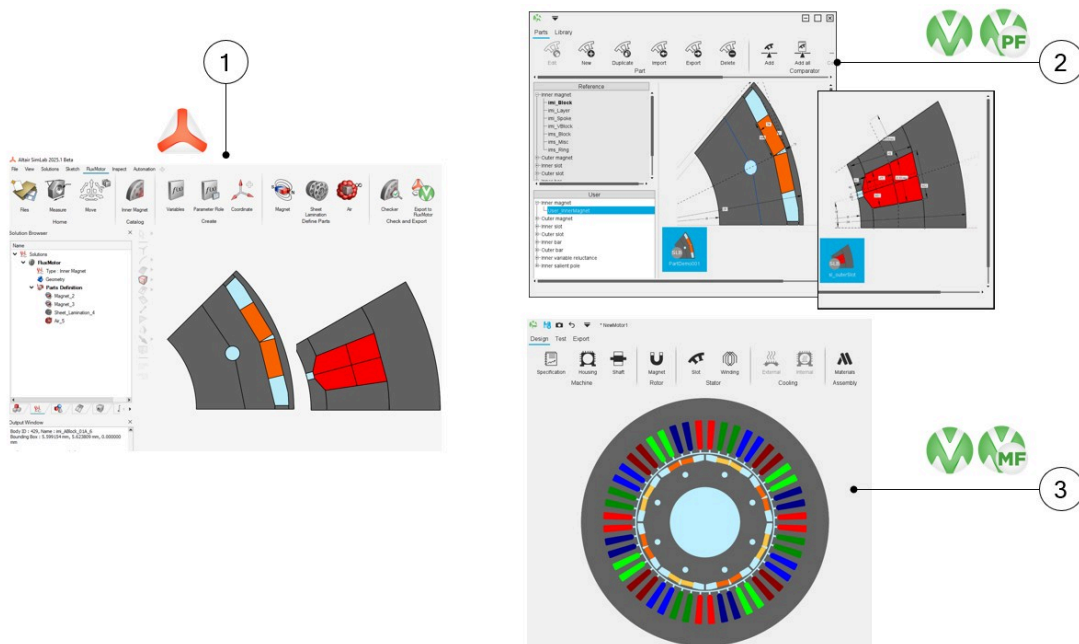 1
Altair SimLab 2025.1 Beta
File View Solutions Sketch FluxMotor Inspect Automation
Files Measure Move Inner Magnet Variables Parameter Role Coordinate Magnet Sheet Lamination Air Checker Export to FluxMotor
Home Catalog Create Define Parts Check and Export
Solution Browser
Name
Solutions
FluxMotor
Type : Inner Magnet
Geometry
Parts Definition
Magnet_2
Magnet_3
Sheet_Lamination_4
Air_5
Output Window
mm
PF
2
Parts Library
Edit New Duplicate Import Export Delete Add Add all
Part Comparator
Reference
Inner magnet
imi_Block
imi_Layer
imi_Spoke
imi_VBlock
ims_Block
ims_Misc
ims_Ring
Outer magnet
Inner slot
Outer slot
User
Inner magnet
Outer magnet
Inner slot
Outer slot
Inner bar
Outer bar
Inner variable reluctance
Inner salient pole
MF
3
* NewMotor1
Design Test Export
Specification Housing Shaft Magnet Slot Winding External Internal Materials
Machine Rotor Stator Cooling Assembly